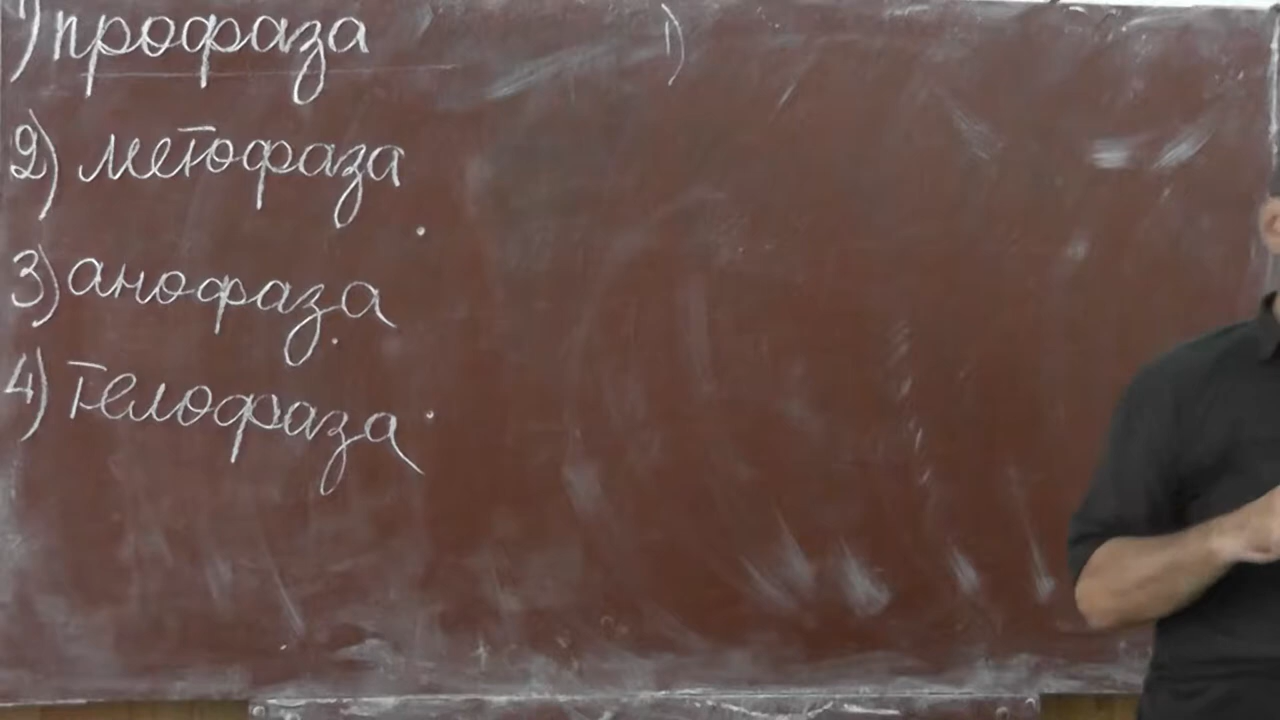 1) профаза
2) метофаза
3) анофаза
4) телофаза
1)